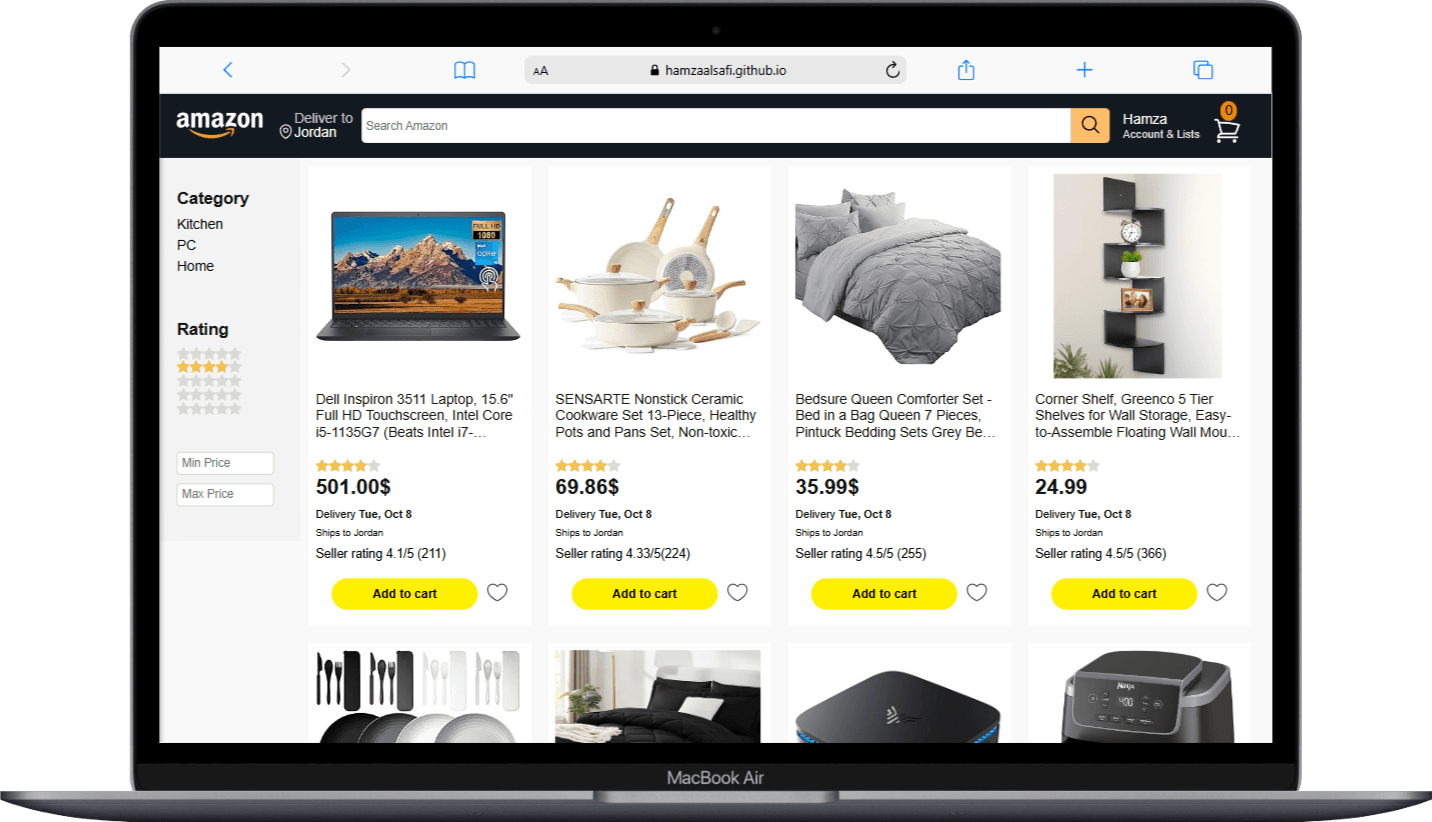 AA
hamzaalsafi.github.io
amazon
Deliver to
Jordan
Search Amazon
Hamza
Account & Lists
0
Category
Kitchen
PC
Home
Rating
Min Price
Max Price
FULL HD
1080
intel
CORE
Dell Inspiron 3511 Laptop, 15.6"
Full HD Touchscreen, Intel Core
i5-1135G7 (Beats Intel i7-...
501.00$
Delivery Tue, Oct 8
Ships to Jordan
Seller rating 4.1/5 (211)
Add to cart
SENSARTE Nonstick Ceramic
Cookware Set 13-Piece, Healthy
Pots and Pans Set, Non-toxic...
69.86$
Delivery Tue, Oct 8
Ships to Jordan
Seller rating 4.33/5(224)
Add to cart
Bedsure Queen Comforter Set -
Bed in a Bag Queen 7 Pieces,
Pintuck Bedding Sets Grey Be...
35.99$
Delivery Tue, Oct 8
Ships to Jordan
Seller rating 4.5/5 (255)
Add to cart
Corner Shelf, Greenco 5 Tier
Shelves for Wall Storage, Easy-
to-Assemble Floating Wall Mou...
24.99
Delivery Tue, Oct 8
Ships to Jordan
Seller rating 4.5/5 (366)
Add to cart
NINJA
400
MacBook Air